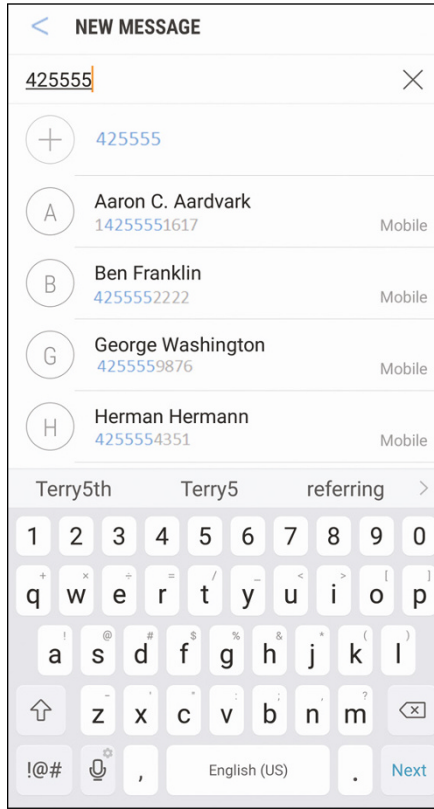 < NEW MESSAGE
425555
425555
A
Aaron C. Aardvark
14255551617 Mobile
B
Ben Franklin
4255552222 Mobile
G
George Washington
4255559876 Mobile
H
Herman Hermann
4255554351 Mobile
Terry5th Terry5 referring >
1 2 3 4 5 6 7 8 9 0
+ × ÷ = / _ < > [ ]
q w e r t y u i o p
! @ # $ % & * ( )
a s d f g h j k l
- ' " : ; , ?
z x c v b n m
!@# , English (US) . Next